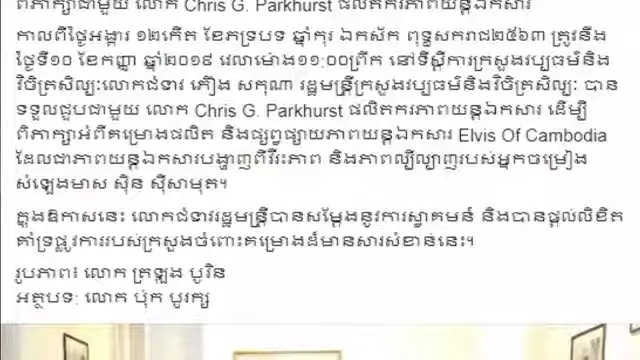 ពិភាក្សាជាមួយ លោក Chris G. Parkhurst ផលិតករភាពយន្តឯកសារ
កាលពីថ្ងៃអង្គារ ១២កើត ខែភទ្របទ ឆ្នាំកុរ ឯកស័ក ពុទ្ធសករាជ២៥៦៣ ត្រូវនឹង
ថ្ងៃទី១០ ខែកញ្ញា ឆ្នាំ២០១៩ វេលាម៉ោង១១:០០ព្រឹក នៅទីស្តីការក្រសួងវប្បធម៌និង
វិចិត្រសិល្បៈលោកជំទាវ ភឿង សកុណា រដ្ឋមន្ត្រីក្រសួងវប្បធម៌និងវិចិត្រសិល្បៈ បាន
ទទួលជួបជាមួយ លោក Chris G. Parkhurst ផលិតករភាពយន្តឯកសារ ដើម្បី
ពិភាក្សាអំពីគម្រោងផលិត និងផ្សព្វផ្សាយភាពយន្តឯកសារ Elvis Of Cambodia
ដែលជាភាពយន្តឯកសារបង្ហាញពីវីរៈភាព និងភាពល្បីល្បាញរបស់អ្នកចម្រៀង
សំឡេងមាស ស៊ិន ស៊ីសាមុត។
ក្នុងឱកាសនេះ លោកជំទាវរដ្ឋមន្ត្រីបានសម្តែងនូវការស្វាគមន៍ និងបានផ្តល់លិខិត
គាំទ្រផ្លូវការរបស់ក្រសួងចំពោះគម្រោងដ៏មានសារសំខាន់នេះ។
រូបភាព៖ លោក ត្រឡុង បូរិន
អត្ថបទ: លោក ប៉ុក បូរក្ស